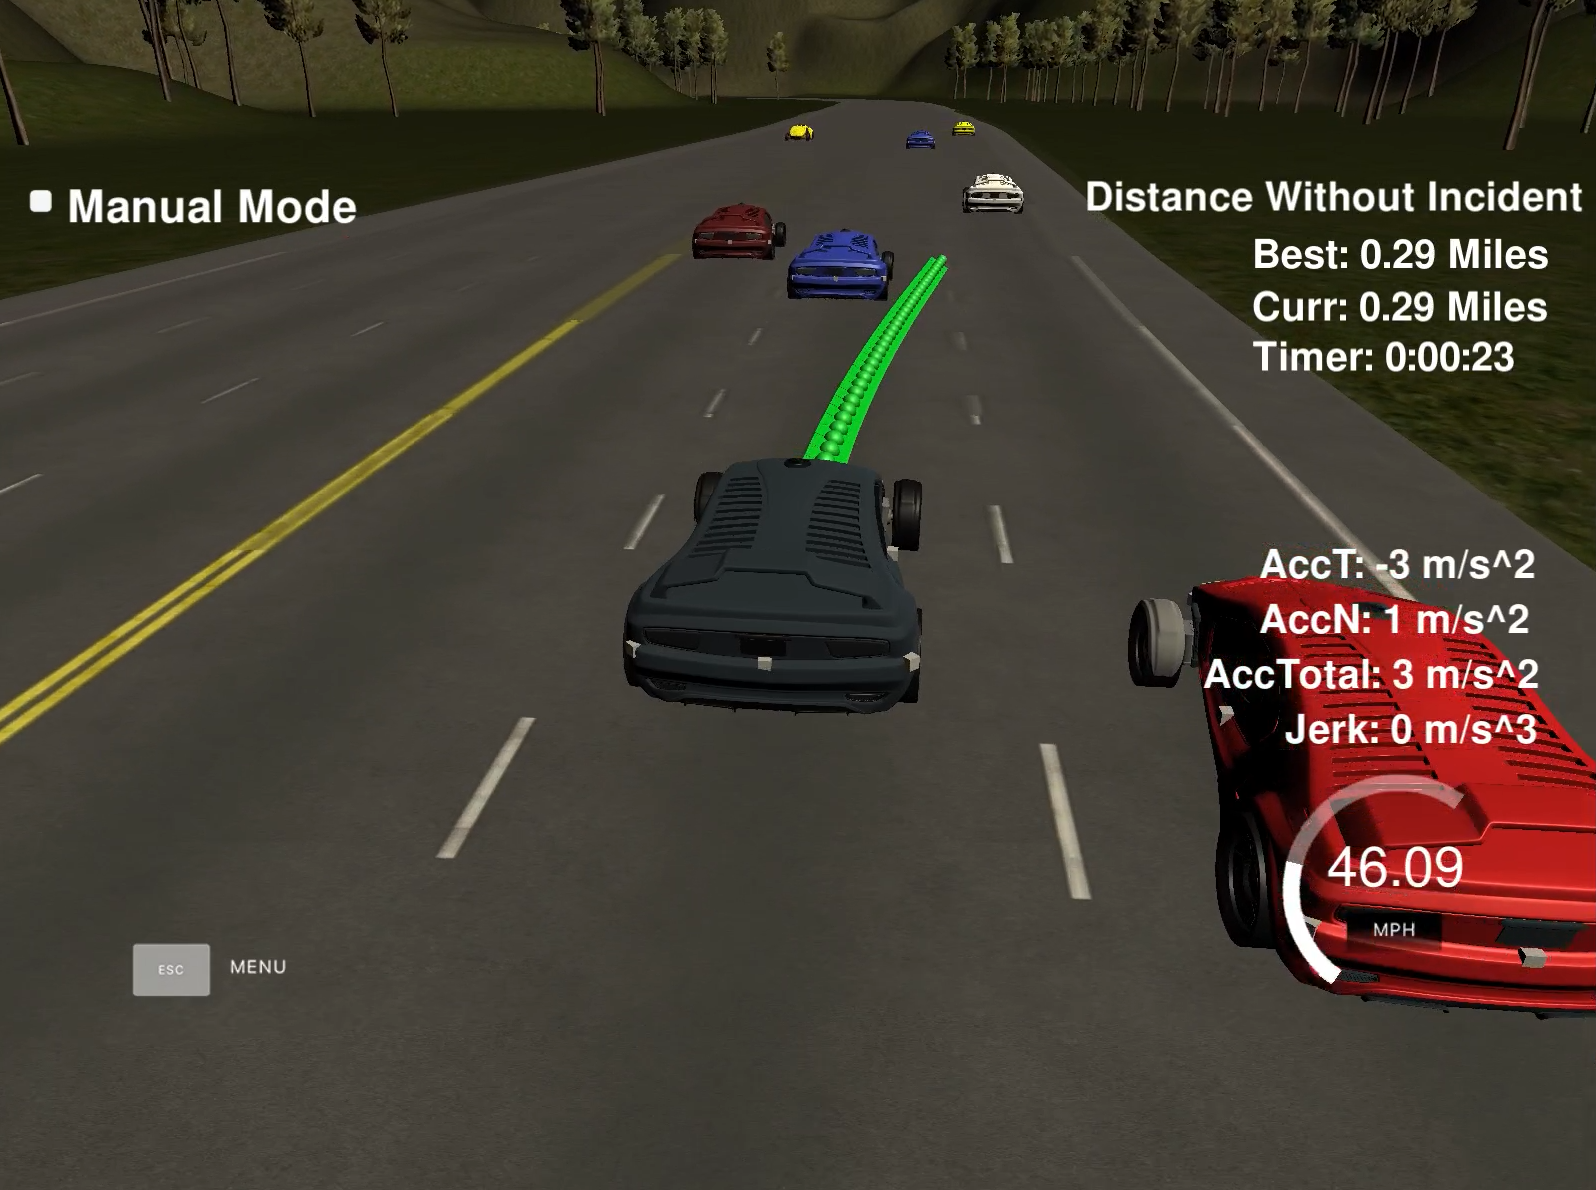 Manual Mode
Distance Without Incident
Best: 0.29 Miles
Curr: 0.29 Miles
Timer: 0:00:23
AccT: -3 m/s^2
AccN: 1 m/s^2
AccTotal: 3 m/s^2
Jerk: 0 m/s^3
46.09
MPH
ESC MENU